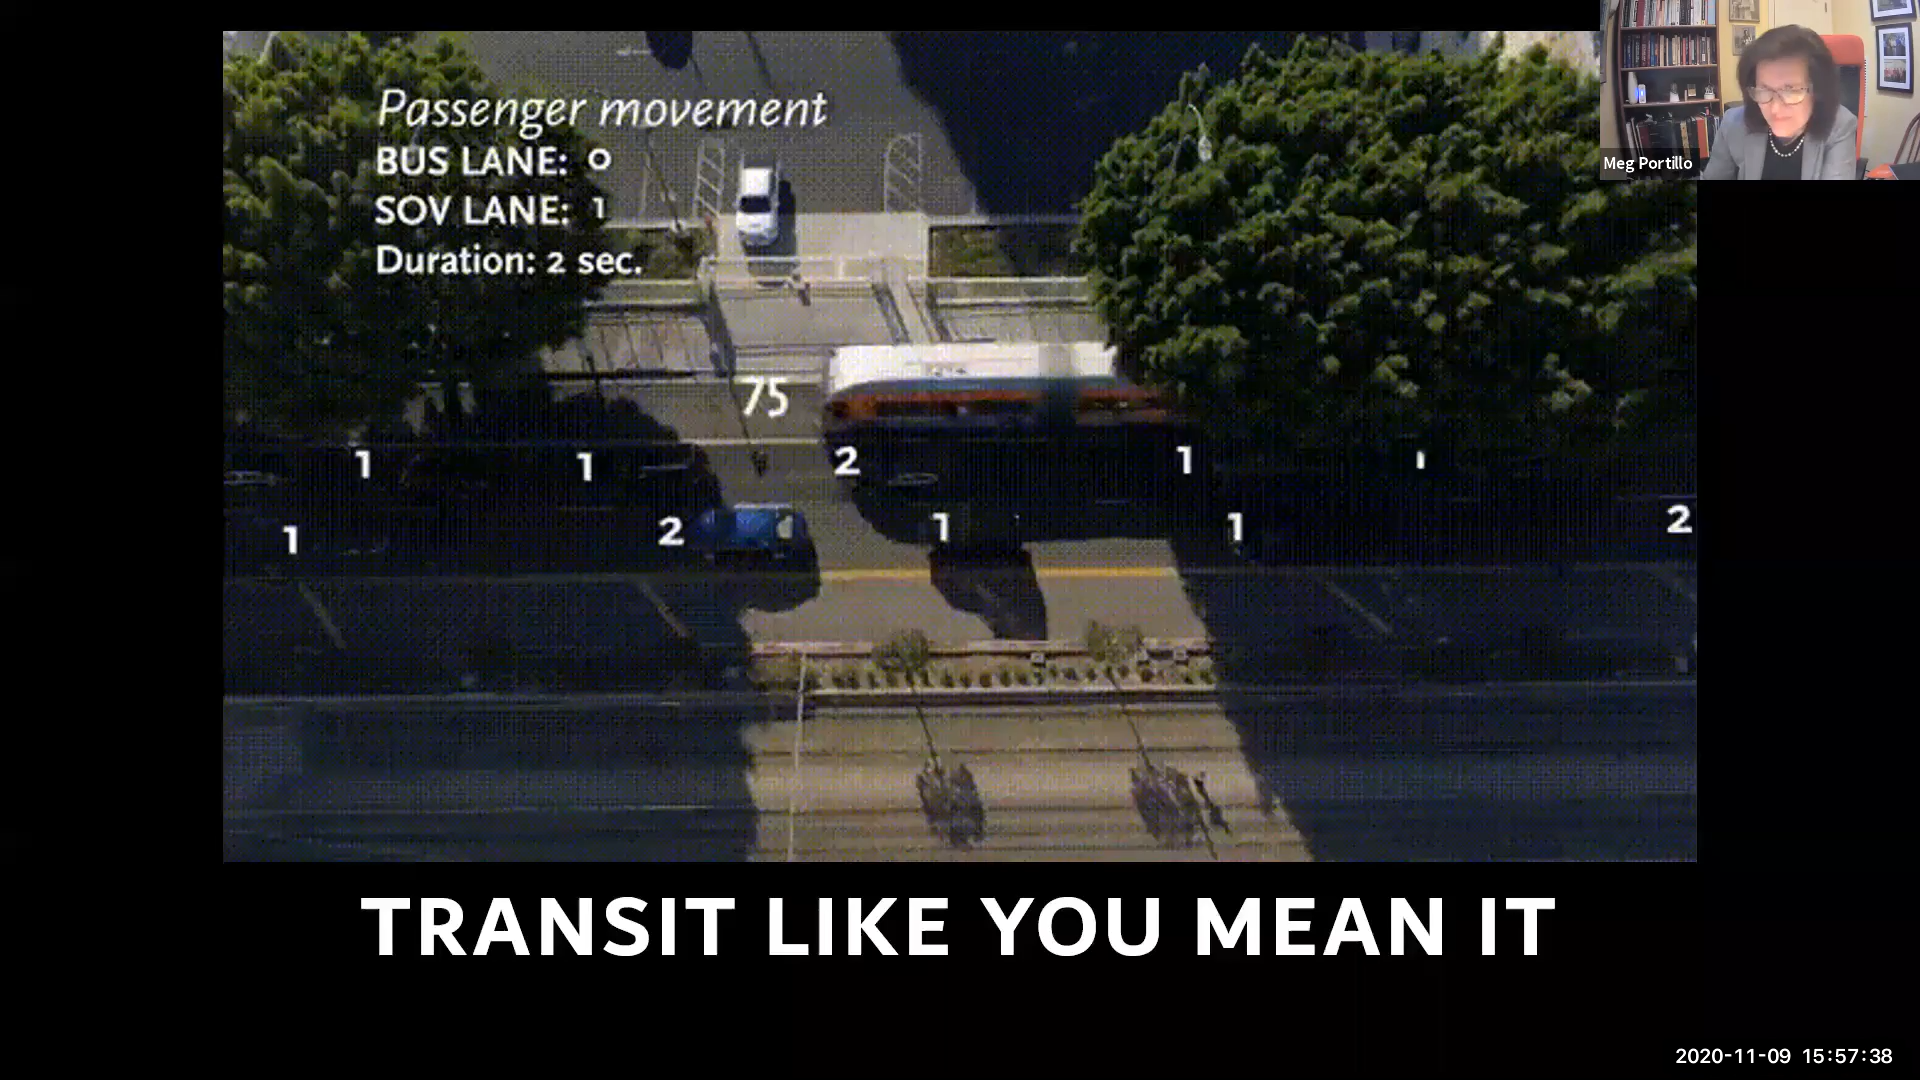 Passenger movement
BUS LANE: 0
SOV LANE: 1
Duration: 2 sec.
Meg Portillo
75
1 1 2 1
1 2 1 1 2
TRANSIT LIKE YOU MEAN IT
2020-11-09 15:57:38